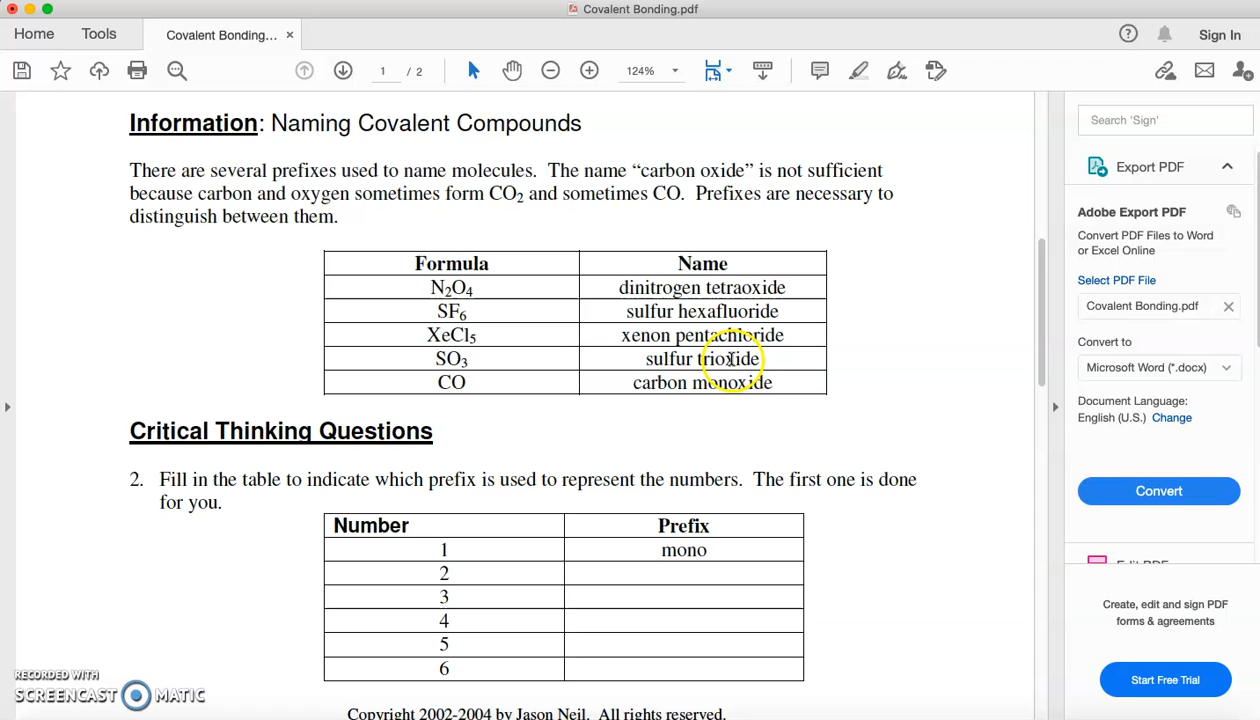 Covalent Bonding.pdf
Home Tools Covalent Bonding... × Sign In
1 / 2 124%
Information: Naming Covalent Compounds
There are several prefixes used to name molecules. The name “carbon oxide” is not sufficient
because carbon and oxygen sometimes form CO₂ and sometimes CO. Prefixes are necessary to
distinguish between them.
Formula Name
N₂O₄ dinitrogen tetraoxide
SF₆ sulfur hexafluoride
XeCl₅ xenon pentachloride
SO₃ sulfur trioxide
CO carbon monoxide
Critical Thinking Questions
2. Fill in the table to indicate which prefix is used to represent the numbers. The first one is done
for you.
Number Prefix
1 mono
2
3
4
5
6
Copyright 2002-2004 by Jason Neil. All rights reserved.
RECORDED WITH
SCREENCAST MATIC
Search 'Sign'
Export PDF
Adobe Export PDF
Convert PDF Files to Word
or Excel Online
Select PDF File
Covalent Bonding.pdf
Convert to
Microsoft Word (*.docx)
Document Language:
English (U.S.) Change
Convert
Edit PDF
Create, edit and sign PDF
forms & agreements
Start Free Trial